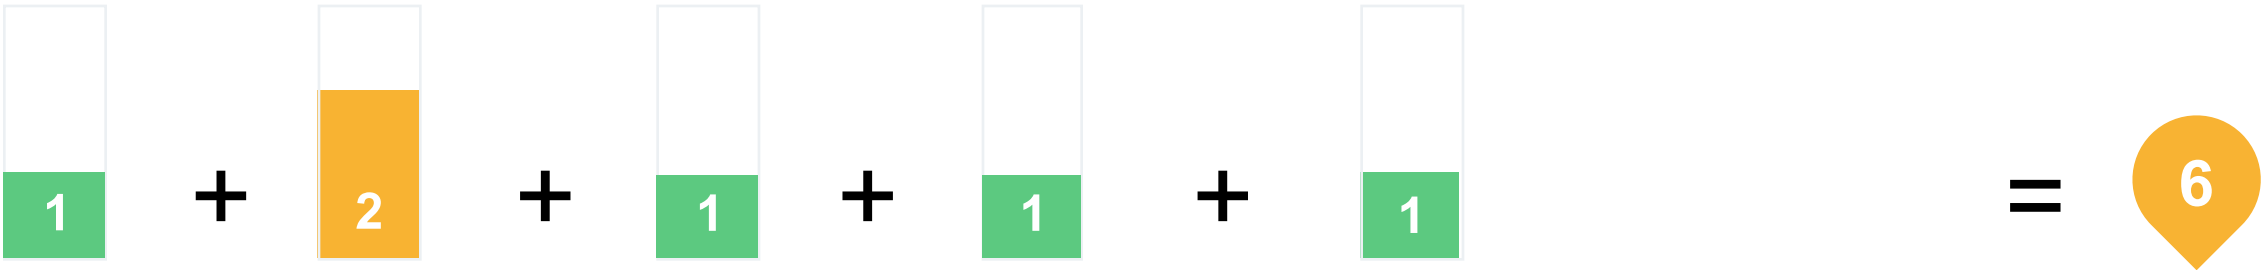 1 + 2 + 1 + 1 + 1 = 6